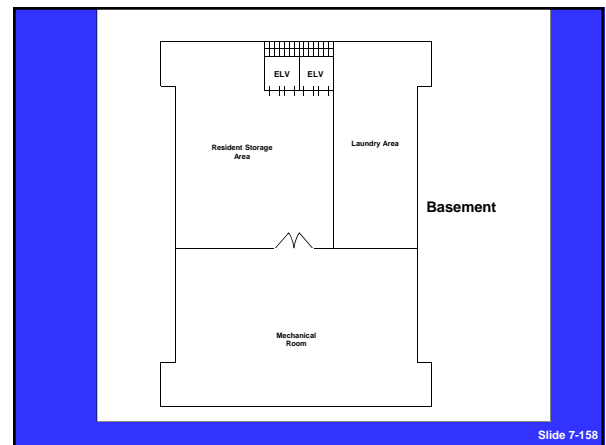 ELV ELV
Resident Storage
Area
Laundry Area
Basement
Mechanical
Room
Slide 7-158